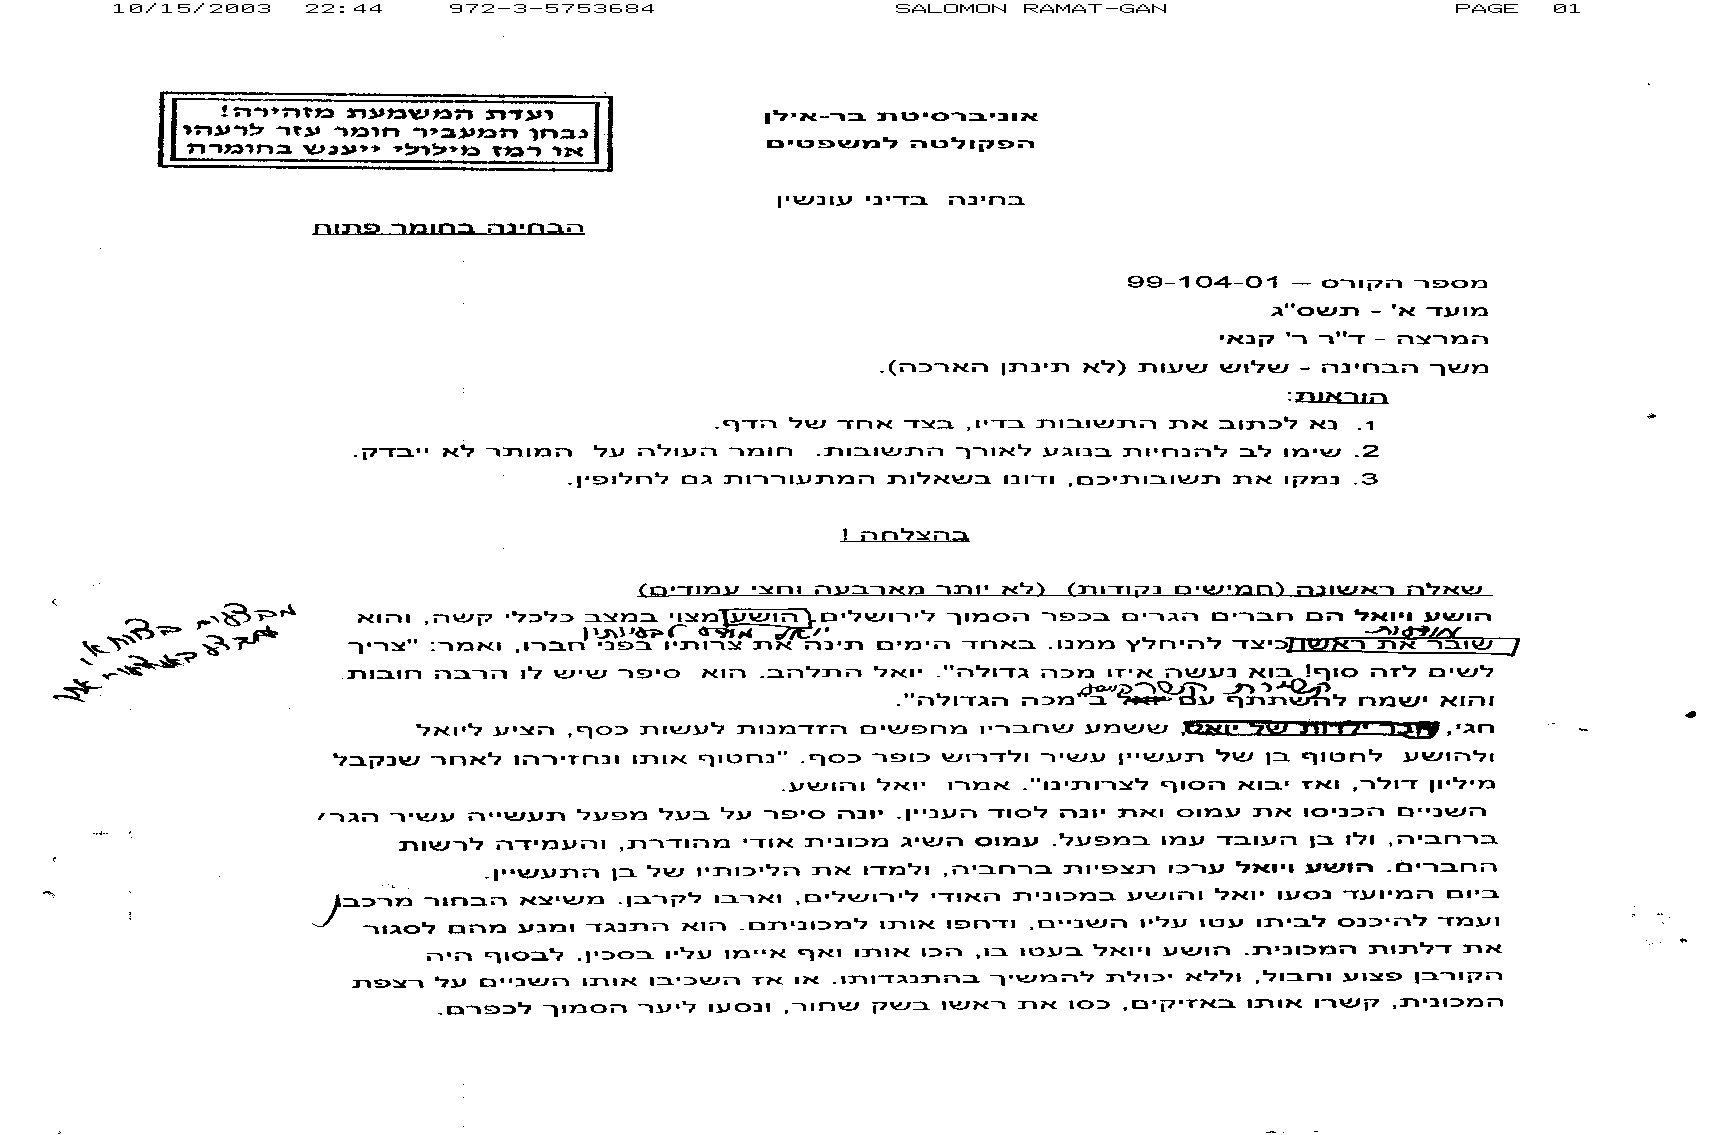 10/15/2003 22:44 972-3-5753684 SALOMON RAMAT-GAN PAGE 01
ועדת המשמעת מזהירה!
נבחן המעביר חומר עזר לרעהו
או רמז מילולי ייענש בחומרה
אוניברסיטת בר-אילן
הפקולטה למשפטים
בחינה בדיני עונשין
הבחינה בחומר פתוח
מספר הקורס – 99-104-01
מועד א' - תשס"ג
המרצה - ד"ר ר' קנאי
משך הבחינה - שלוש שעות (לא תינתן הארכה).
הוראות:
1. נא לכתוב את התשובות בדיו, בצד אחד של הדף.
2. שימו לב להנחיות בנוגע לאורך התשובות. חומר העולה על המותר לא ייבדק.
3. נמקו את תשובותיכם, ודונו בשאלות המתעוררות גם לחלופין.
בהצלחה !
שאלה ראשונה (חמישים נקודות) (לא יותר מארבעה וחצי עמודים)
הושע ויואל הם חברים הגרים בכפר הסמוך לירושלים. הושע מצוי במצב כלכלי קשה, והוא
שובר את ראשו כיצד להיחלץ ממנו. באחד הימים תינה את צרותיו בפני חברו, ואמר: "צריך
לשים לזה סוף! בוא נעשה איזו מכה גדולה". יואל התלהב. הוא סיפר שיש לו הרבה חובות
והוא ישמח להשתתף עם יואל ב"מכה הגדולה".
חגי, חבר ילדות של יואל, ששמע שחבריו מחפשים הזדמנות לעשות כסף, הציע ליואל
ולהושע לחטוף בן של תעשיין עשיר ולדרוש כופר כסף. "נחטוף אותו ונחזירהו לאחר שנקבל
מיליון דולר, ואז יבוא הסוף לצרותינו". אמרו יואל והושע.
השניים הכניסו את עמוס ואת יונה לסוד העניין. יונה סיפר על בעל מפעל תעשייה עשיר הגר
ברחביה, ולו בן העובד עמו במפעל. עמוס השיג מכונית אודי מהודרת, והעמידה לרשות
החברים. הושע ויואל ערכו תצפיות ברחביה, ולמדו את הליכותיו של בן התעשיין.
ביום המיועד נסעו יואל והושע במכונית האודי לירושלים, וארבו לקרבן. משיצא הבחור מרכבו
ועמד להיכנס לביתו עטו עליו השניים, ודחפו אותו למכוניתם. הוא התנגד ומנע מהם לסגור
את דלתות המכונית. הושע ויואל בעטו בו, הכו אותו ואף איימו עליו בסכין. לבסוף היה
הקורבן פצוע וחבול, וללא יכולת להמשיך בהתנגדותו. או אז השכיבו אותו השניים על רצפת
המכונית, קשרו אותו באזיקים, כסו את ראשו בשק שחור, ונסעו ליער הסמוך לכפרם.